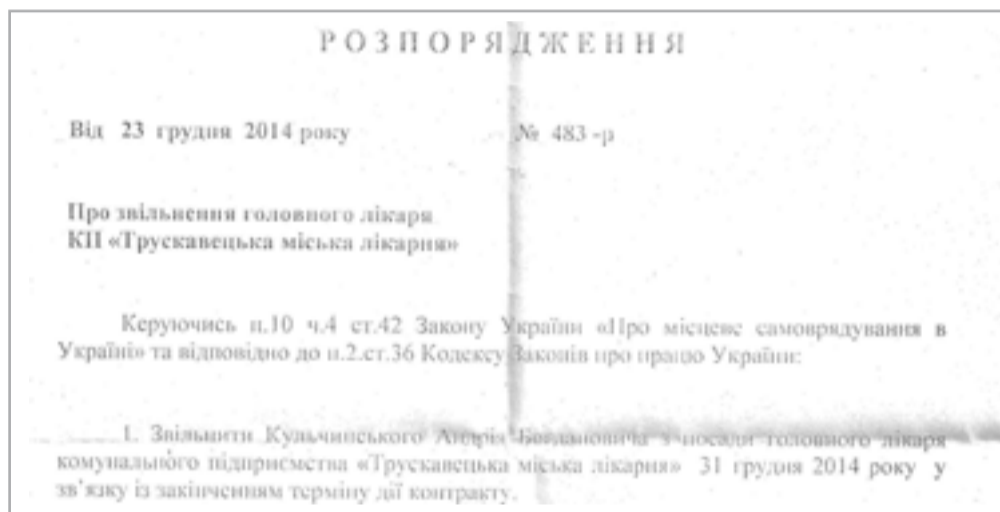 РОЗПОРЯДЖЕННЯ
Від 23 грудня 2014 року № 483 -р
Про звільнення головного лікаря
КП «Трускавецька міська лікарня»
Керуючись п.10 ч.4 ст.42 Закону України «Про місцеве самоврядування в
Україні» та відповідно до п.2.ст.36 Кодексу Законів про працю України:
1. Звільнити Кульчинського Андрія Богдановича з посади головного лікаря
комунального підприємства «Трускавецька міська лікарня» 31 грудня 2014 року у
зв’язку із закінченням терміну дії контракту.